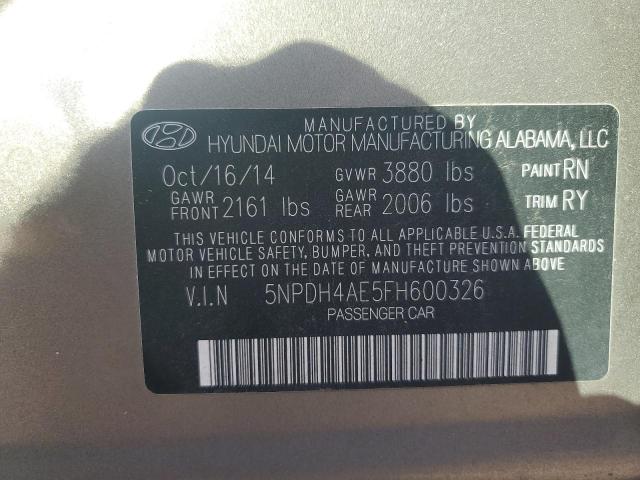 MANUFACTURED BY
HYUNDAI MOTOR MANUFACTURING ALABAMA, LLC
Oct/16/14 GVWR 3880 lbs PAINT RN
GAWR FRONT 2161 lbs GAWR REAR 2006 lbs TRIM RY
THIS VEHICLE CONFORMS TO ALL APPLICABLE U.S.A. FEDERAL
MOTOR VEHICLE SAFETY, BUMPER, AND THEFT PREVENTION STANDARDS
IN EFFECT ON THE DATE OF MANUFACTURE SHOWN ABOVE.
V.I.N 5NPDH4AE5FH600326
PASSENGER CAR